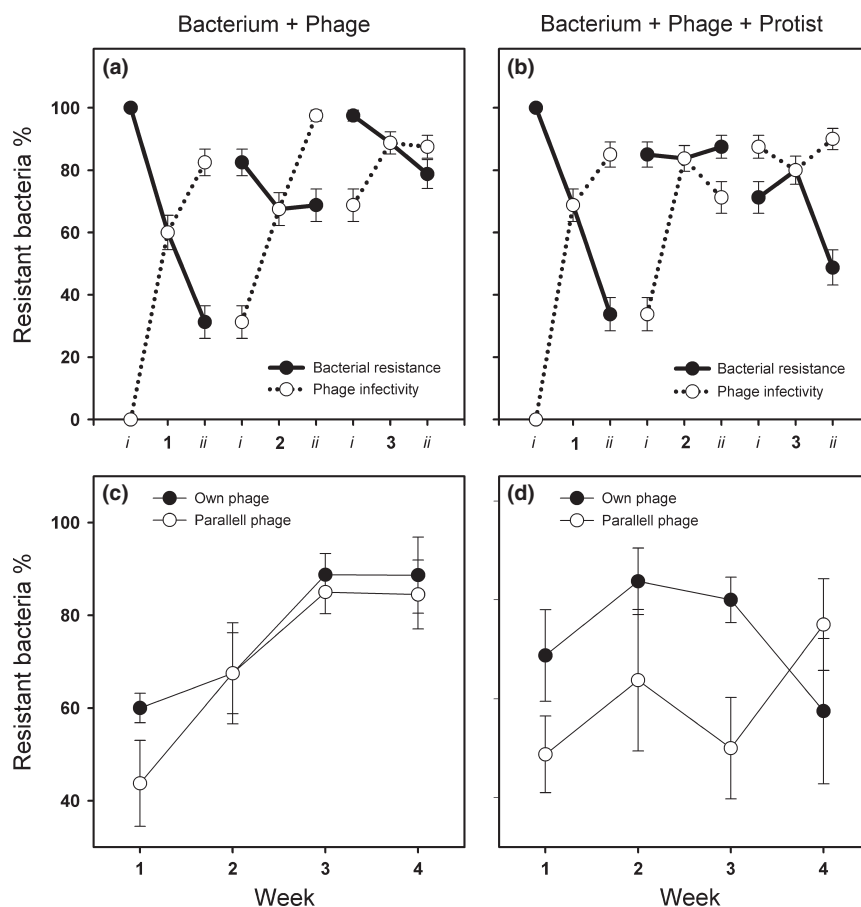 Bacterium + Phage
Bacterium + Phage + Protist
(a)
(b)
Resistant bacteria %
100
80
60
40
20
0
Bacterial resistance
Phage infectivity
Bacterial resistance
Phage infectivity
i 1 ii i 2 ii i 3 ii
i 1 ii i 2 ii i 3 ii
(c)
Own phage
Parallell phage
(d)
Own phage
Parallell phage
Resistant bacteria %
100
80
60
40
1 2 3 4
1 2 3 4
Week
Week